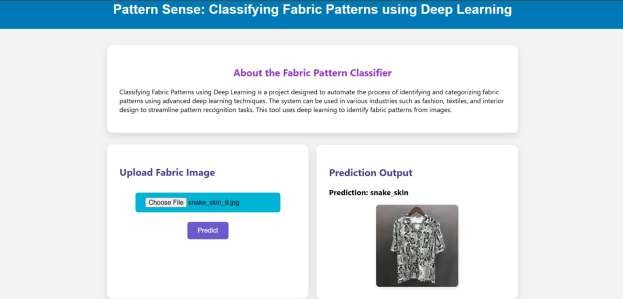 Pattern Sense: Classifying Fabric Patterns using Deep Learning
About the Fabric Pattern Classifier
Classifying Fabric Patterns using Deep Learning is a project designed to automate the process of identifying and categorizing fabric
patterns using advanced deep learning techniques. The system can be used in various industries such as fashion, textiles, and interior
design to streamline pattern recognition tasks. This tool uses deep learning to identify fabric patterns from images.
Upload Fabric Image
Choose File snake_skin_9.jpg
Predict
Prediction Output
Prediction: snake_skin